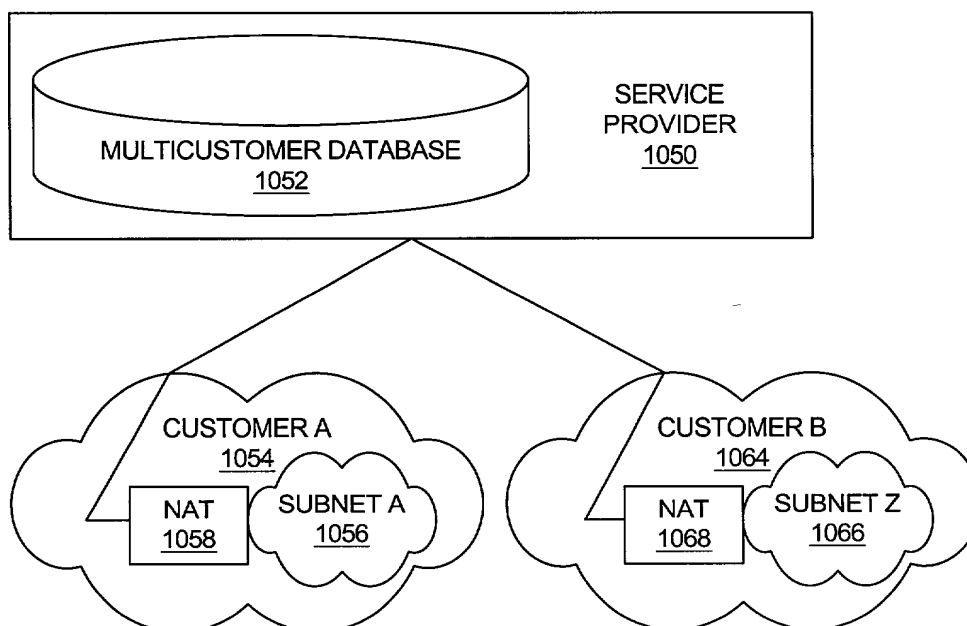 MULTICUSTOMER DATABASE
1052
SERVICE
PROVIDER
1050
CUSTOMER A
1054
NAT
1058
SUBNET A
1056
CUSTOMER B
1064
NAT
1068
SUBNET Z
1066